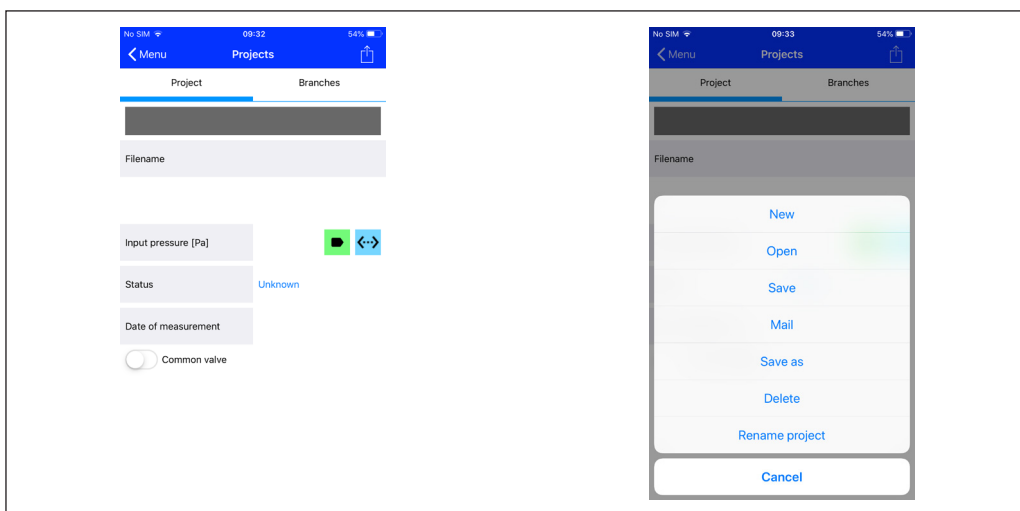 No SIM 09:32 54%
Menu Projects
Project Branches
Filename
Input pressure [Pa]
Status Unknown
Date of measurement
Common valve
No SIM 09:33 54%
Menu Projects
Project Branches
Filename
New
Open
Save
Mail
Save as
Delete
Rename project
Cancel